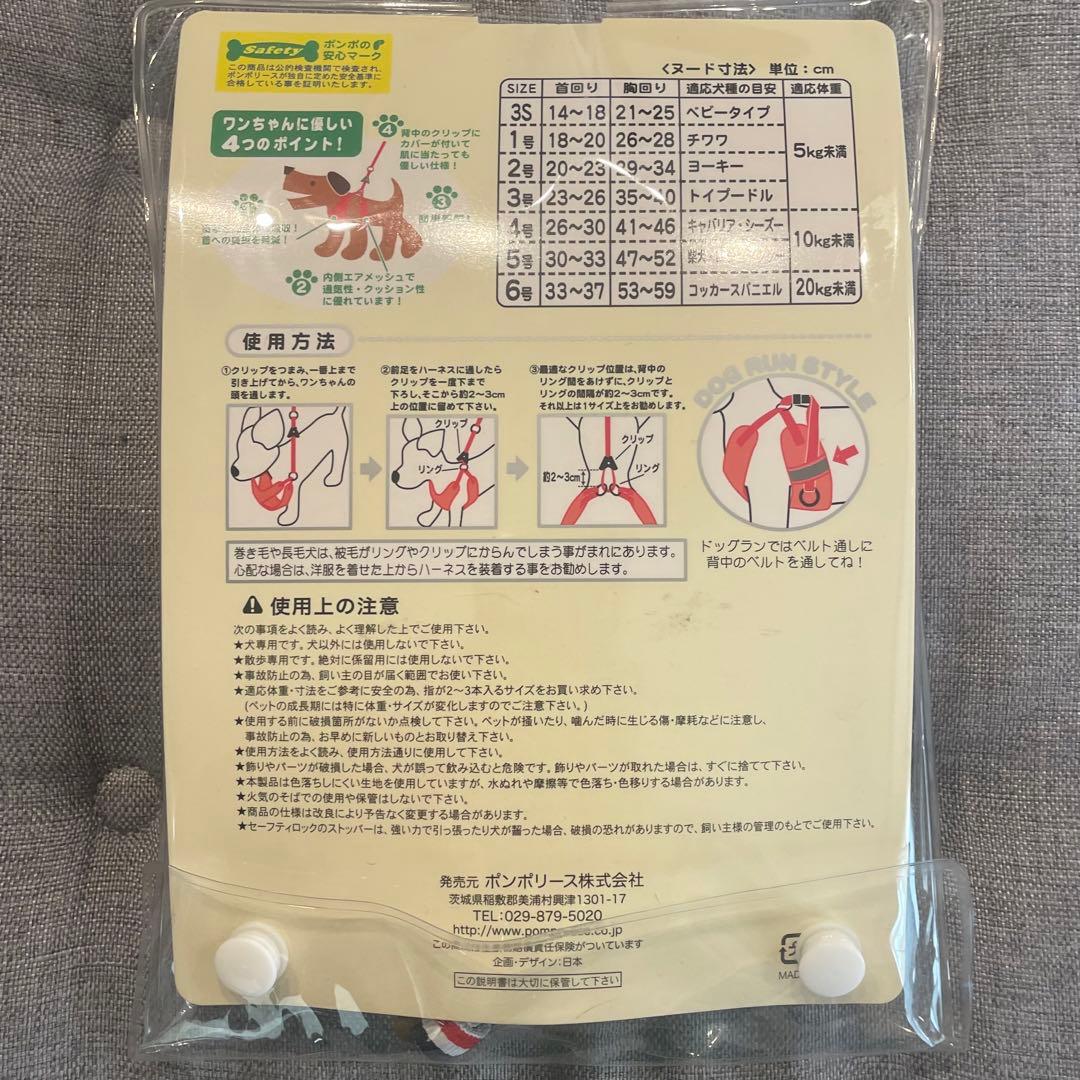 Safety ポンポの安心マーク
この商品は公的検査機関で検査され、
ポンポリースが独自に定めた安全基準に
合格している事を証明いたします。
ワンちゃんに優しい
4つのポイント！
④ 背中のクリップに
カバーが付いて
肌に当たっても
優しい仕様！
③
首への負担を軽減！
② 内側エアメッシュで
通気性・クッション性
に優れています！
〈ヌード寸法〉 単位：cm
SIZE 首回り 胸回り 適応犬種の目安 適応体重
3S 14〜18 21〜25 ベビータイプ
1号 18〜20 26〜28 チワワ
5kg未満
2号 20〜23 29〜34 ヨーキー
3号 23〜26 35〜40 トイプードル
4号 26〜30 41〜46 キャバリア・シーズー
10kg未満
5号 30〜33 47〜52 柴犬・
6号 33〜37 53〜59 コッカースパニエル 20kg未満
使用方法
①クリップをつまみ、一番上まで
引き上げてから、ワンちゃんの
頭を通します。
②前足をハーネスに通したら
クリップを一度下まで
下ろし、そこから約2〜3cm
上の位置に留めて下さい。
クリップ
リング
③最適なクリップ位置は、背中の
リング間をあけずに、クリップと
リングの間隔が約2〜3cmです。
それ以上は1サイズ上をお勧めします。
クリップ
約2〜3cm
リング
DOG RUN STYLE
ドッグランではベルト通しに
背中のベルトを通してね！
巻き毛や長毛犬は、被毛がリングやクリップにからんでしまう事がまれにあります。
心配な場合は、洋服を着せた上からハーネスを装着する事をお勧めします。
使用上の注意
次の事項をよく読み、よく理解した上でご使用下さい。
★犬専用です。犬以外には使用しないで下さい。
★散歩専用です。絶対に係留用には使用しないで下さい。
★事故防止の為、飼い主の目が届く範囲でお使い下さい。
★適応体重・寸法をご参考に安全の為、指が2〜3本入るサイズをお買い求め下さい。
(ペットの成長期には特に体重・サイズが変化しますのでご注意下さい。)
★使用する前に破損箇所がないか点検して下さい。ペットが掻いたり、噛んだ時に生じる傷・摩耗などに注意し、
事故防止の為、お早めに新しいものとお取り替え下さい。
★使用方法をよく読み、使用方法通りに使用して下さい。
★飾りやパーツが破損した場合、犬が誤って飲み込むと危険です。飾りやパーツが取れた場合は、すぐに捨てて下さい。
★本製品は色落ちしにくい生地を使用していますが、水ぬれや摩擦等で色落ち・色移りする場合があります。
★火気のそばでの使用や保管はしないで下さい。
★商品の仕様は改良により予告なく変更する場合があります。
★セーフティロックのストッパーは、強い力で引っ張ったり犬が齧った場合、破損の恐れがありますので、飼い主様の管理のもとでご使用下さい。
発売元 ポンポリース株式会社
茨城県稲敷郡美浦村興津1301-17
TEL:029-879-5020
http://www.pom .co.jp
この 賠償責任保険がついています
企画・デザイン：日本
この説明書は大切に保管して下さい
MAD